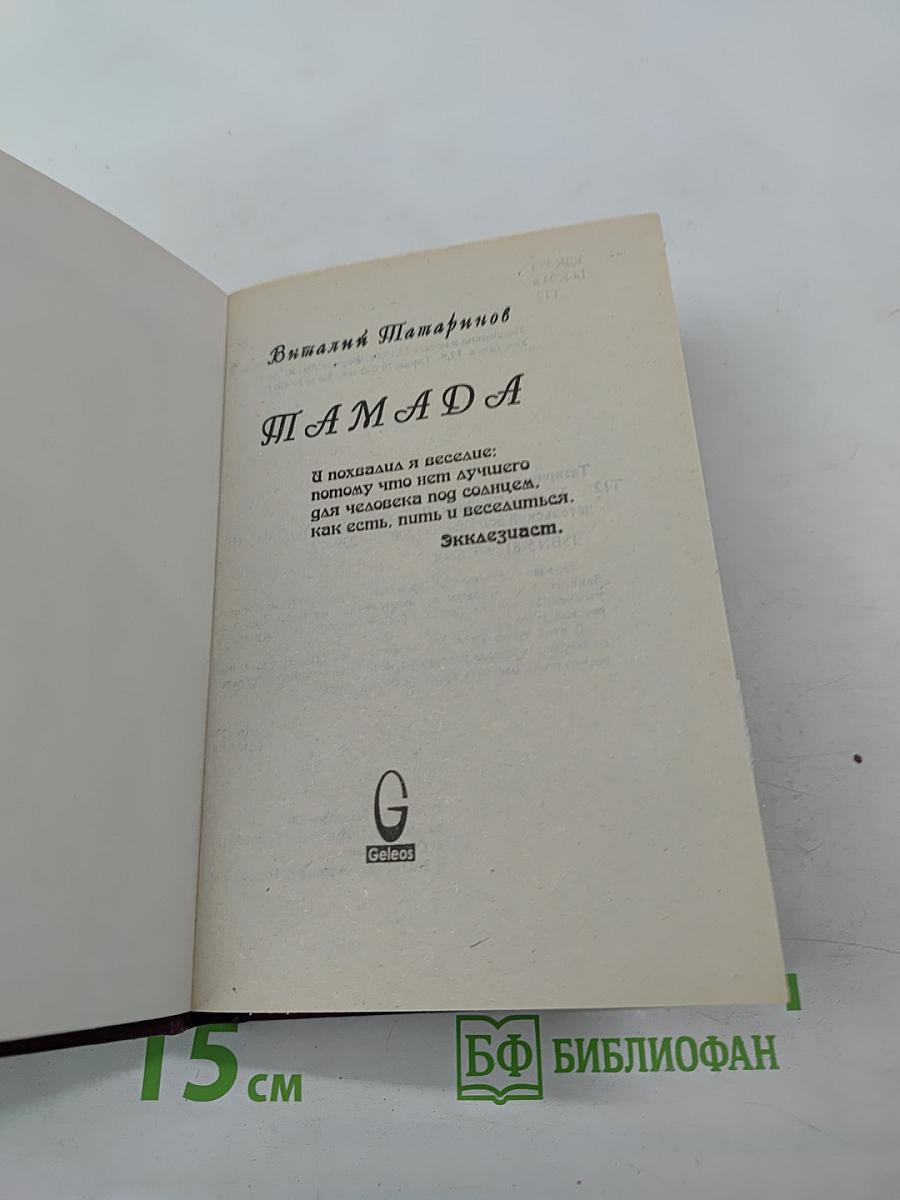 Виталий Татаринов
ТАМАДА
И похвалил я веселие;
потому что нет лучшего
для человека под солнцем,
как есть, пить и веселиться.
Экклезиаст.
G
Geleos
15 см
БФ БИБЛИОФАН